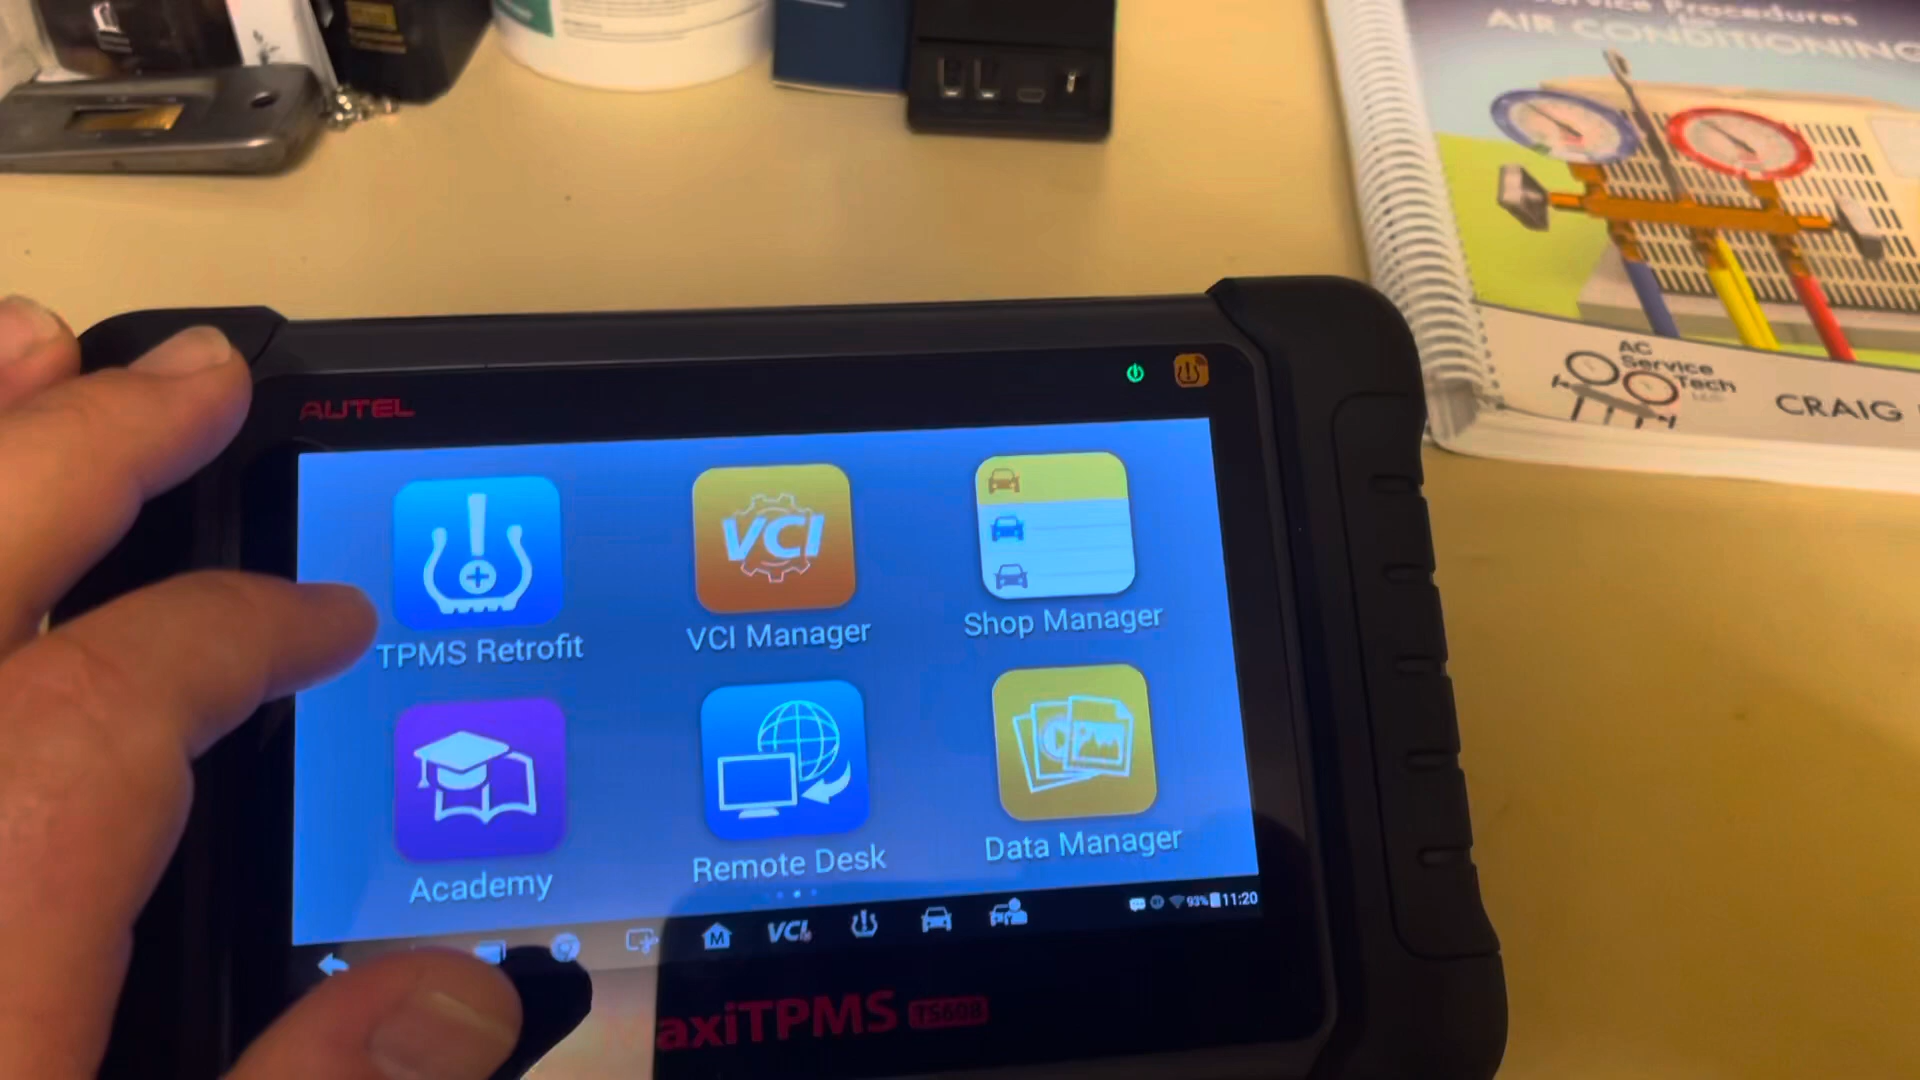 Service Procedures
AIR CONDITIONING
AC
Service
Tech
CRAIG
AUTEL
TPMS Retrofit
VCI
VCI Manager
Shop Manager
Academy
Remote Desk
Data Manager
M
VCI
93%
11:20
MaxiTPMS TS608